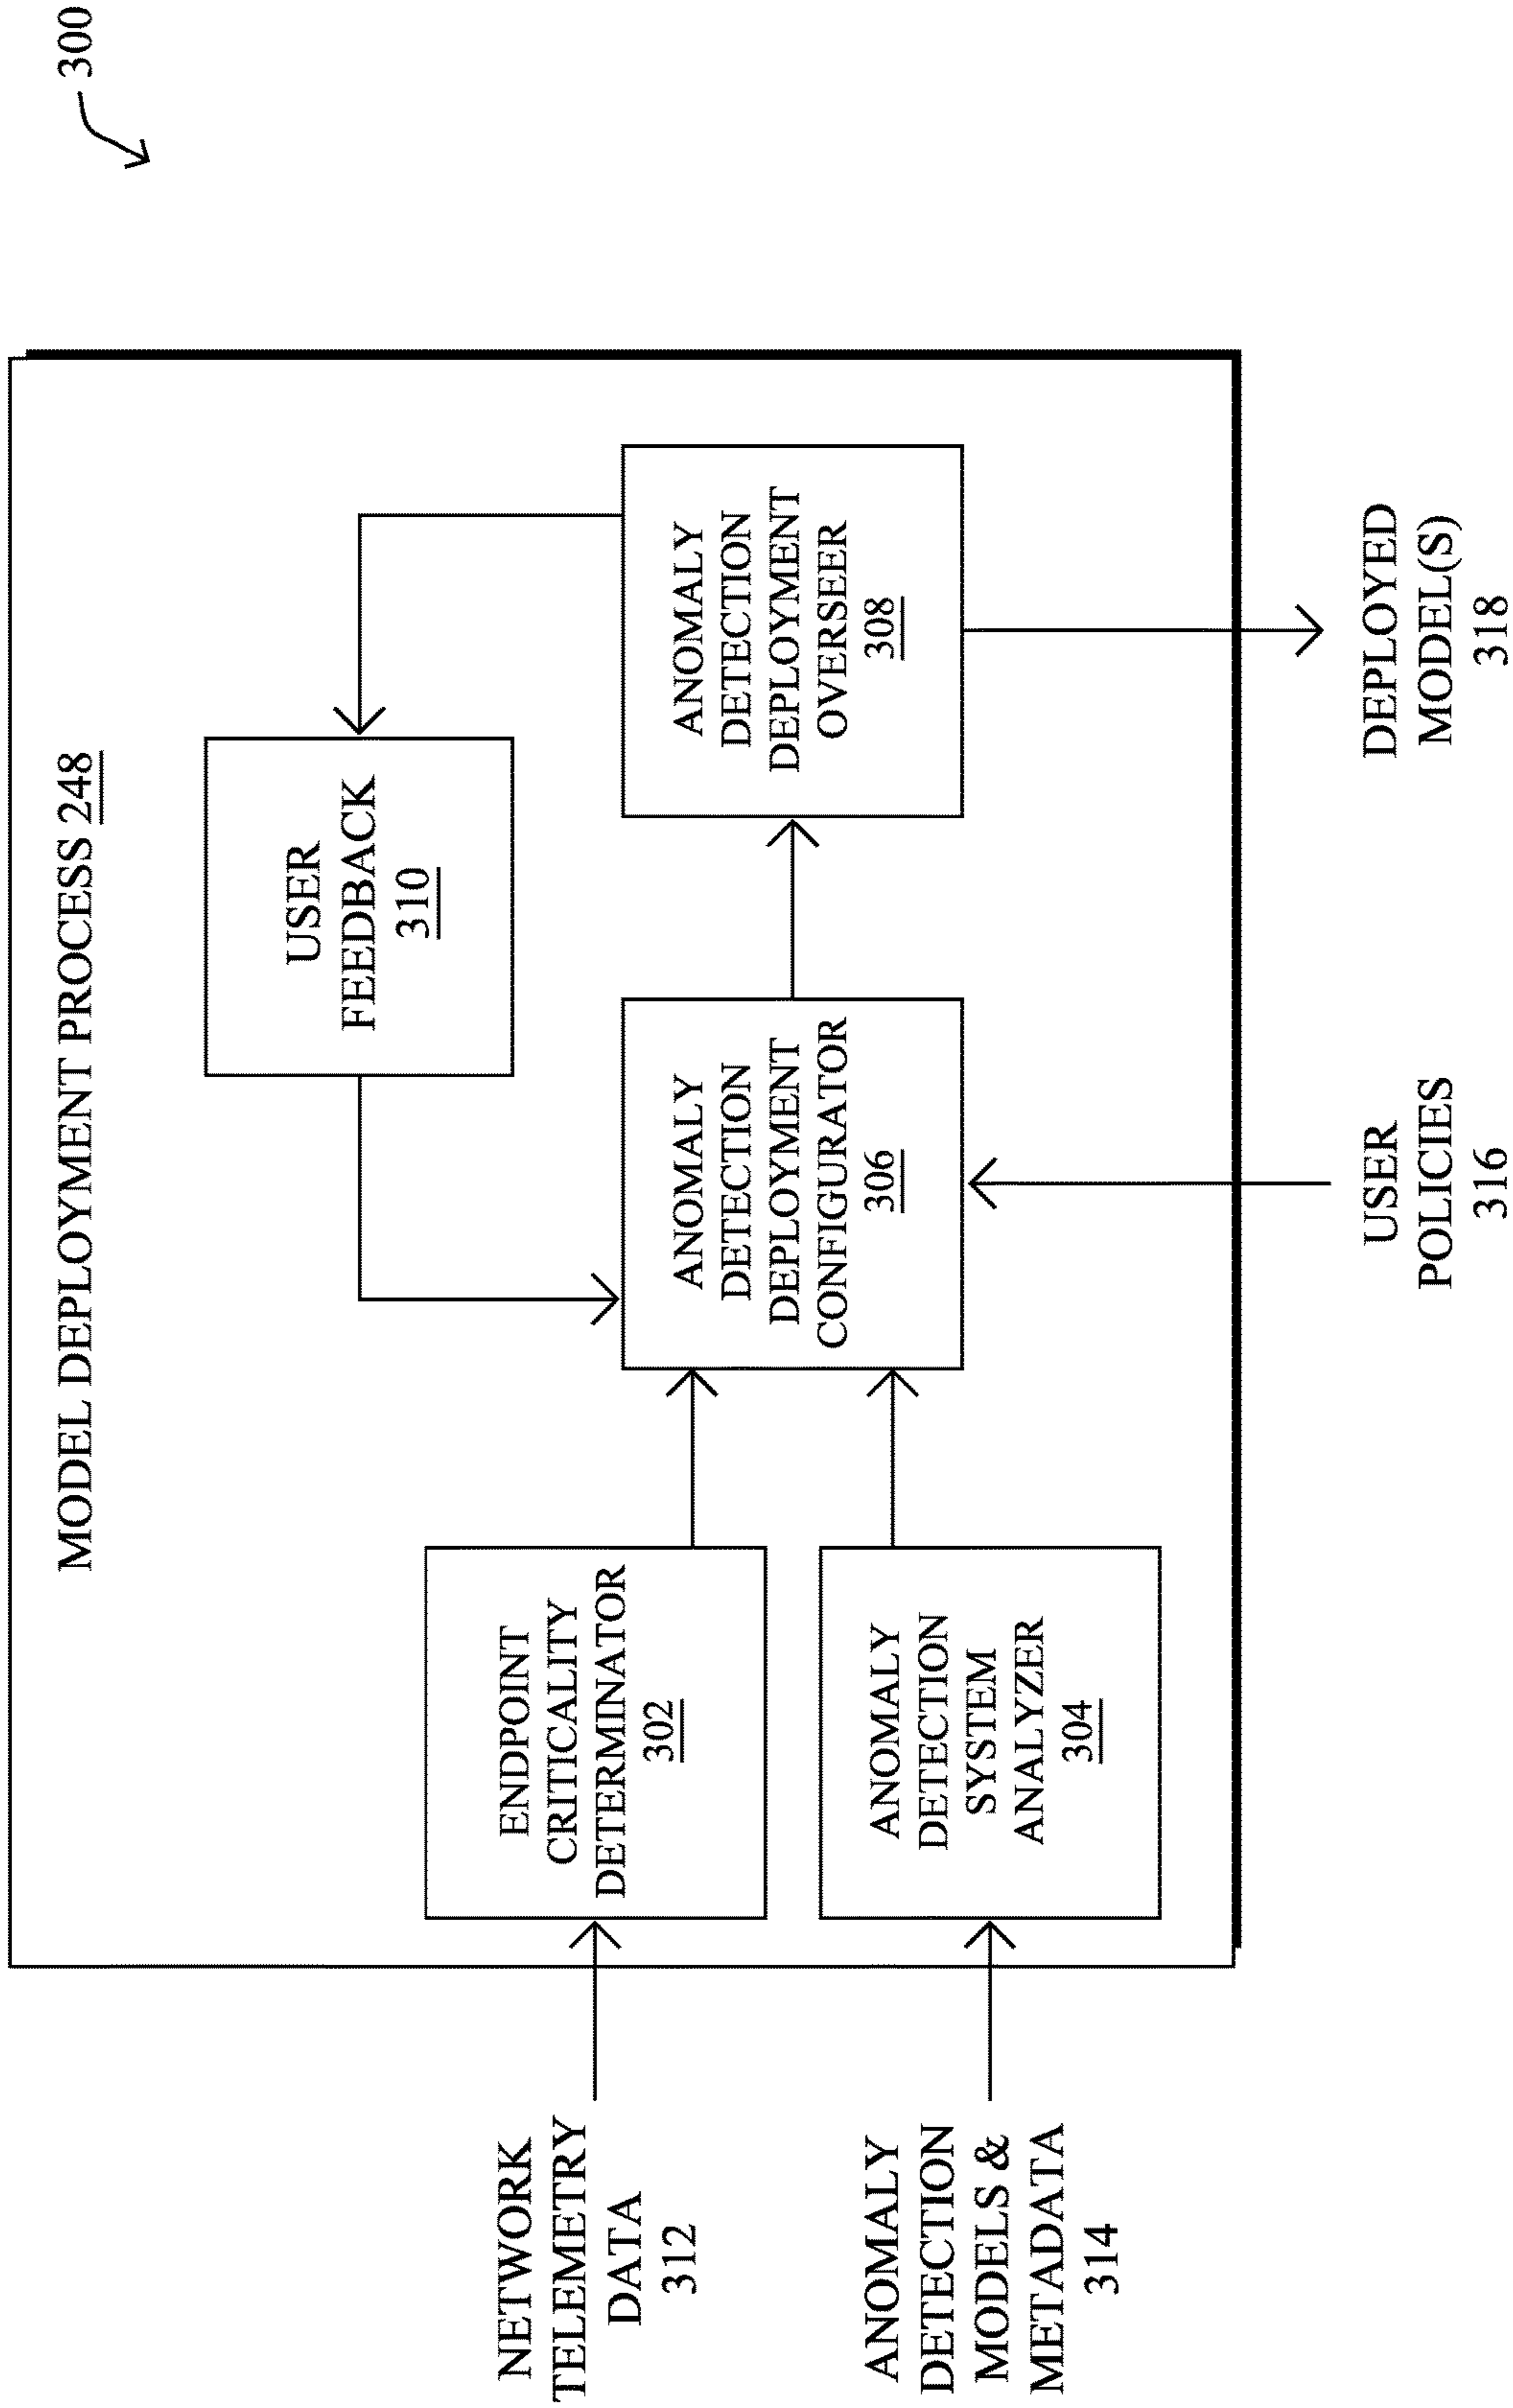 300
MODEL DEPLOYMENT PROCESS 248
USER
FEEDBACK
310
NETWORK
TELEMETRY
DATA
312
ENDPOINT
CRITICALITY
DETERMINATOR
302
ANOMALY
DETECTION
DEPLOYMENT
CONFIGURATOR
306
ANOMALY
DETECTION
DEPLOYMENT
OVERSEER
308
ANOMALY
DETECTION
MODELS &
METADATA
314
ANOMALY
DETECTION
SYSTEM
ANALYZER
304
USER
POLICIES
316
DEPLOYED
MODEL(S)
318